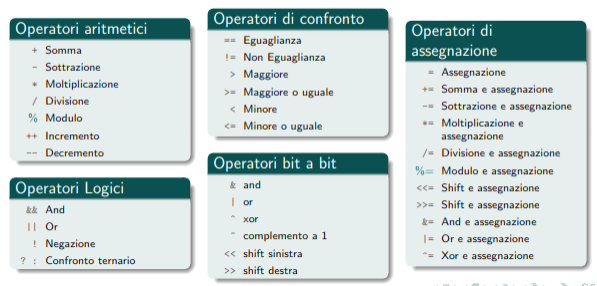 Operatori aritmetici
+ Somma
- Sottrazione
* Moltiplicazione
/ Divisione
% Modulo
++ Incremento
-- Decremento
Operatori Logici
&& And
|| Or
! Negazione
? : Confronto ternario
Operatori di confronto
== Eguaglianza
!= Non Eguaglianza
> Maggiore
>= Maggiore o uguale
< Minore
<= Minore o uguale
Operatori bit a bit
& and
| or
^ xor
~ complemento a 1
<< shift sinistra
>> shift destra
Operatori di
assegnazione
= Assegnazione
+= Somma e assegnazione
-= Sottrazione e assegnazione
*= Moltiplicazione e
assegnazione
/= Divisione e assegnazione
%= Modulo e assegnazione
<<= Shift e assegnazione
>>= Shift e assegnazione
&= And e assegnazione
|= Or e assegnazione
^= Xor e assegnazione